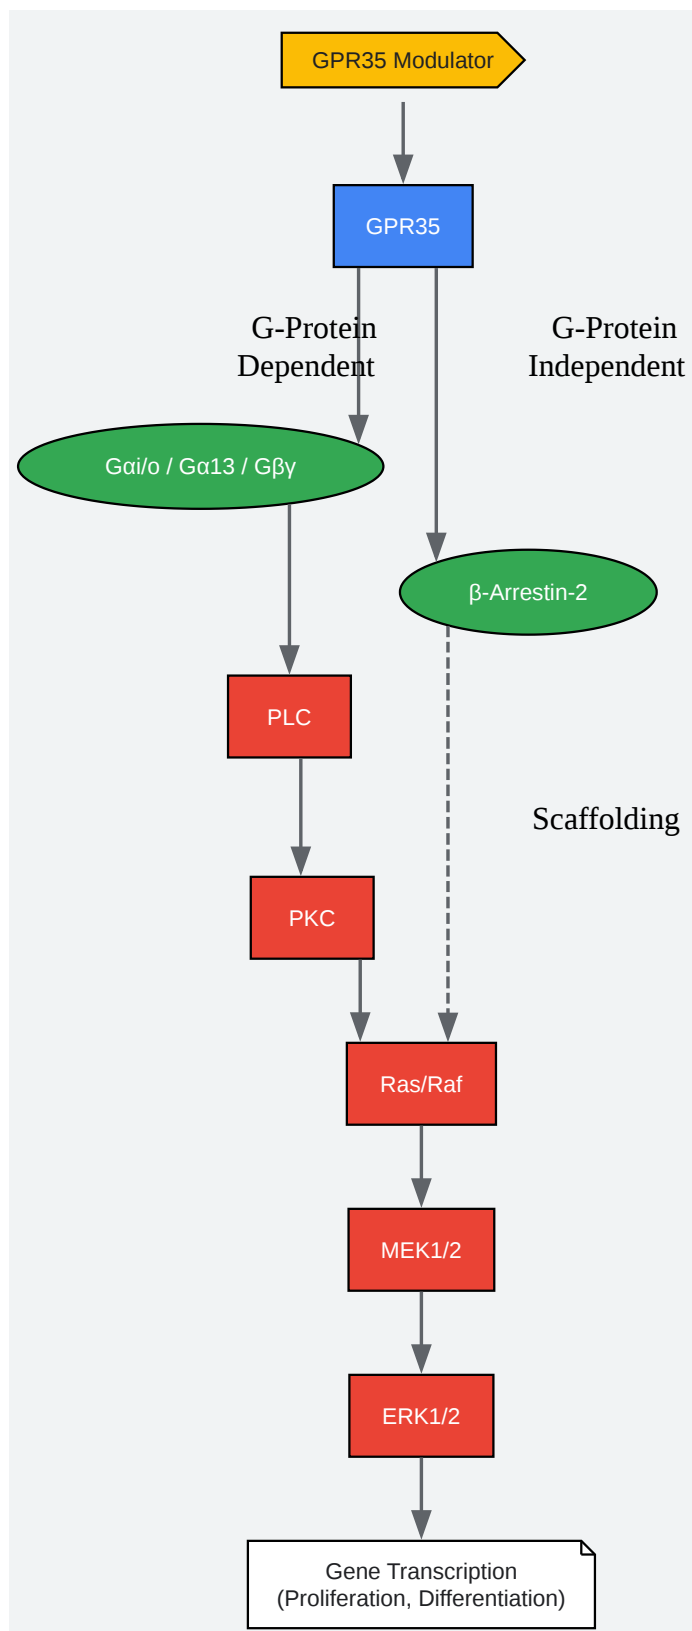 GPR35 Modulator
GPR35
G-Protein
Dependent
G-Protein
Independent
Gαi/o / Gα13 / Gβγ
β-Arrestin-2
PLC
Scaffolding
PKC
Ras/Raf
MEK1/2
ERK1/2
Gene Transcription
(Proliferation, Differentiation)